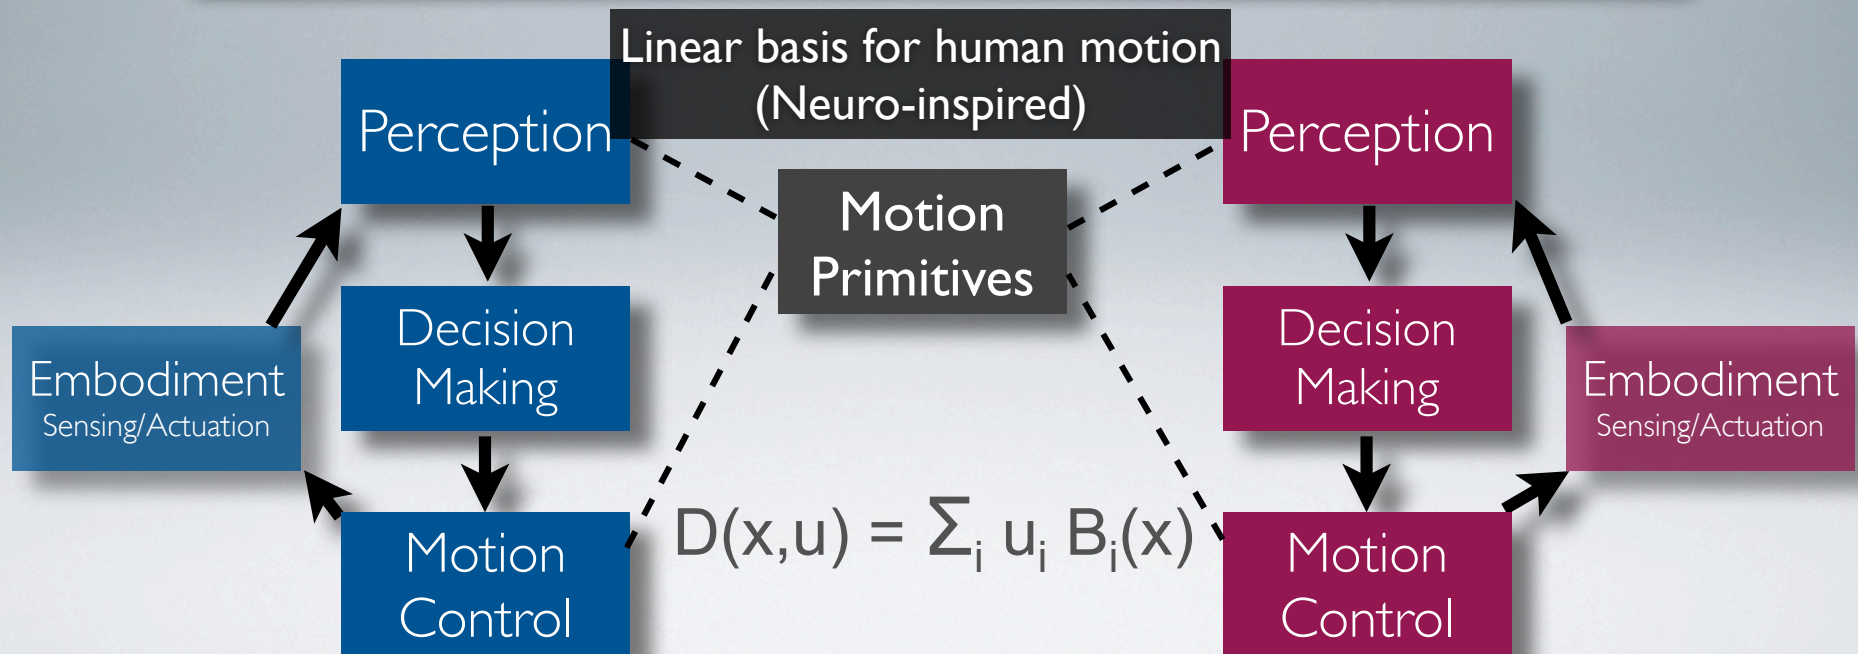 Linear basis for human motion
(Neuro-inspired)
Perception
Perception
Motion
Primitives
Decision
Making
Decision
Making
Embodiment
Sensing/Actuation
Embodiment
Sensing/Actuation
D(x,u) = Σᵢ uᵢ Bᵢ(x)
Motion
Control
Motion
Control